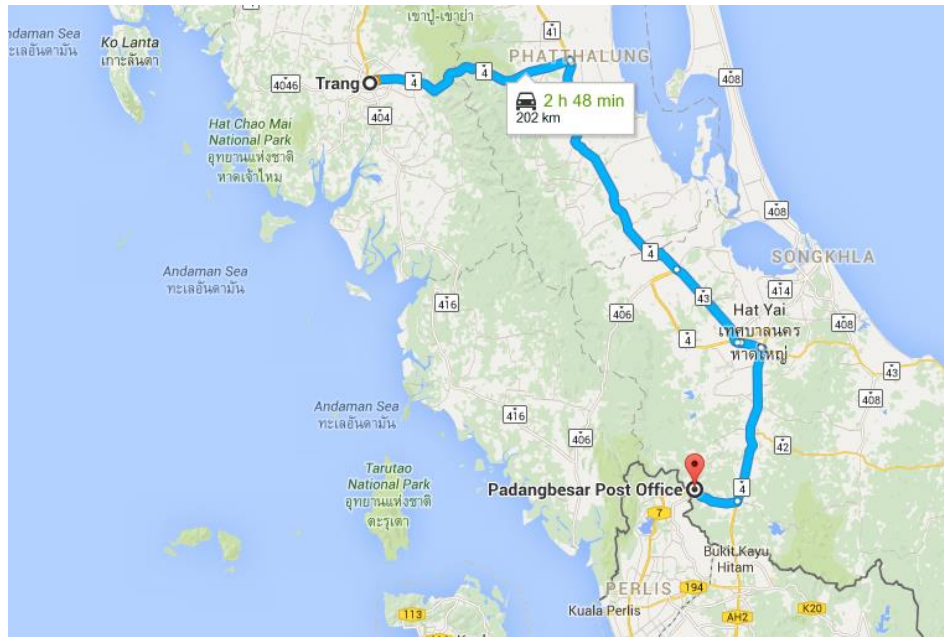 ndaman Sea
ะเลอันดามัน
Ko Lanta
เกาะลันตา
เขาปู่-เขาย่า
41
408
PHATTHALUNG
4046
Trang
4
4
404
2 h 48 min
202 km
Hat Chao Mai
National Park
อุทยานแห่งชาติ
หาดเจ้าไหม
408
SONGKHLA
4
Andaman Sea
ทะเลอันดามัน
416
406
43
414
Hat Yai
เทศบาลนคร
หาดใหญ่
408
4
43
408
Andaman Sea
ทะเลอันดามัน
416
406
42
Tarutao
National Park
อุทยานแห่งชาติ
ตะรุเตา
Padangbesar Post Office
4
7
Bukit Kayu
Hitam
PERLIS
194
Kuala Perlis
113
AH2
K20